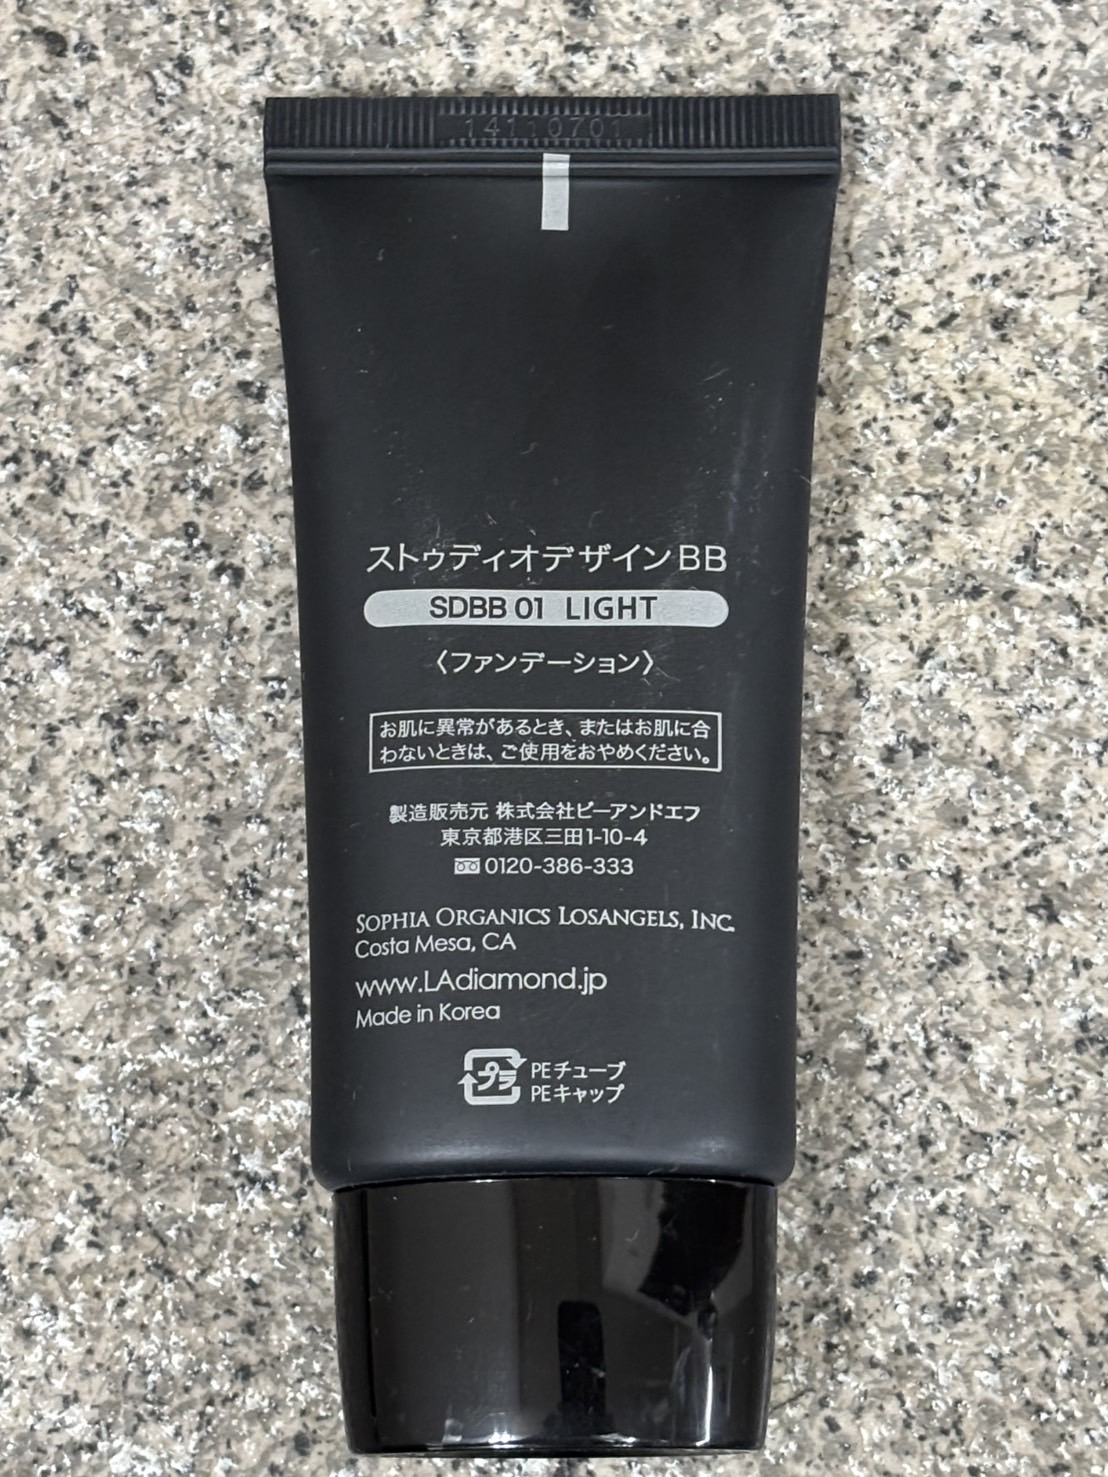 14110701
ストゥディオデザインBB
SDBB 01 LIGHT
〈ファンデーション〉
お肌に異常があるとき、またはお肌に合
わないときは、ご使用をおやめください。
製造販売元 株式会社ビーアンドエフ
東京都港区三田1-10-4
0120-386-333
SOPHIA ORGANICS LOSANGELS, INC.
Costa Mesa, CA
www.LAdiamond.jp
Made in Korea
プラ PEチューブ
PEキャップ